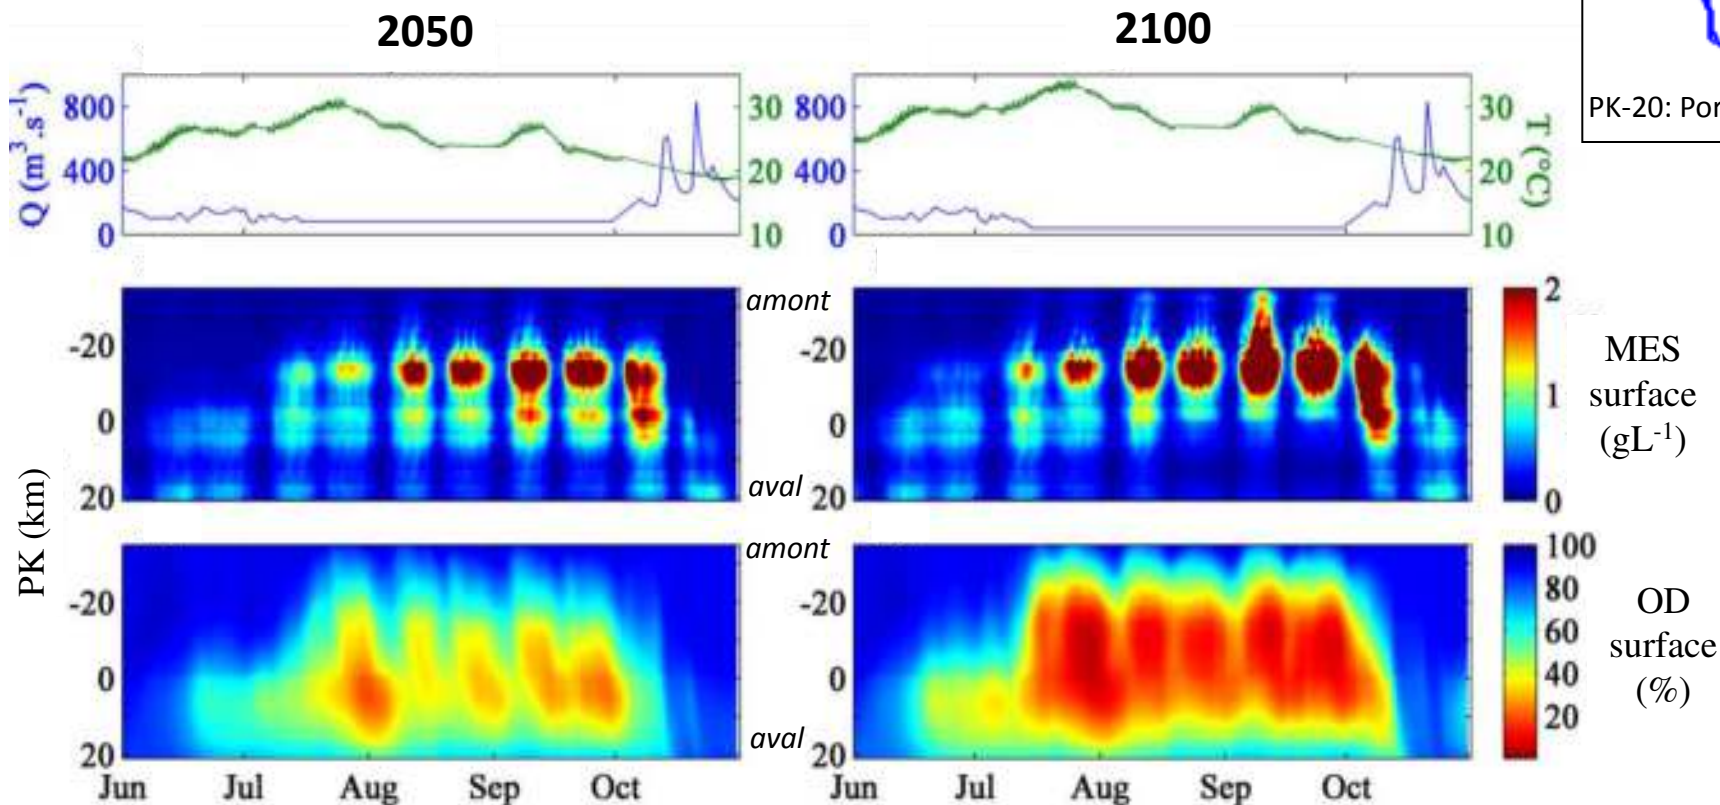 2050
2100
Q (m³.s⁻¹)
800
400
0
30
20
10
800
400
0
30
20
10
T (°C)
PK-20: Por
PK (km)
-20
0
20
amont
aval
-20
0
20
2
1
0
MES
surface
(gL⁻¹)
-20
0
20
amont
aval
-20
0
20
100
80
60
40
20
OD
surface
(%)
Jun
Jul
Aug
Sep
Oct
Jun
Jul
Aug
Sep
Oct